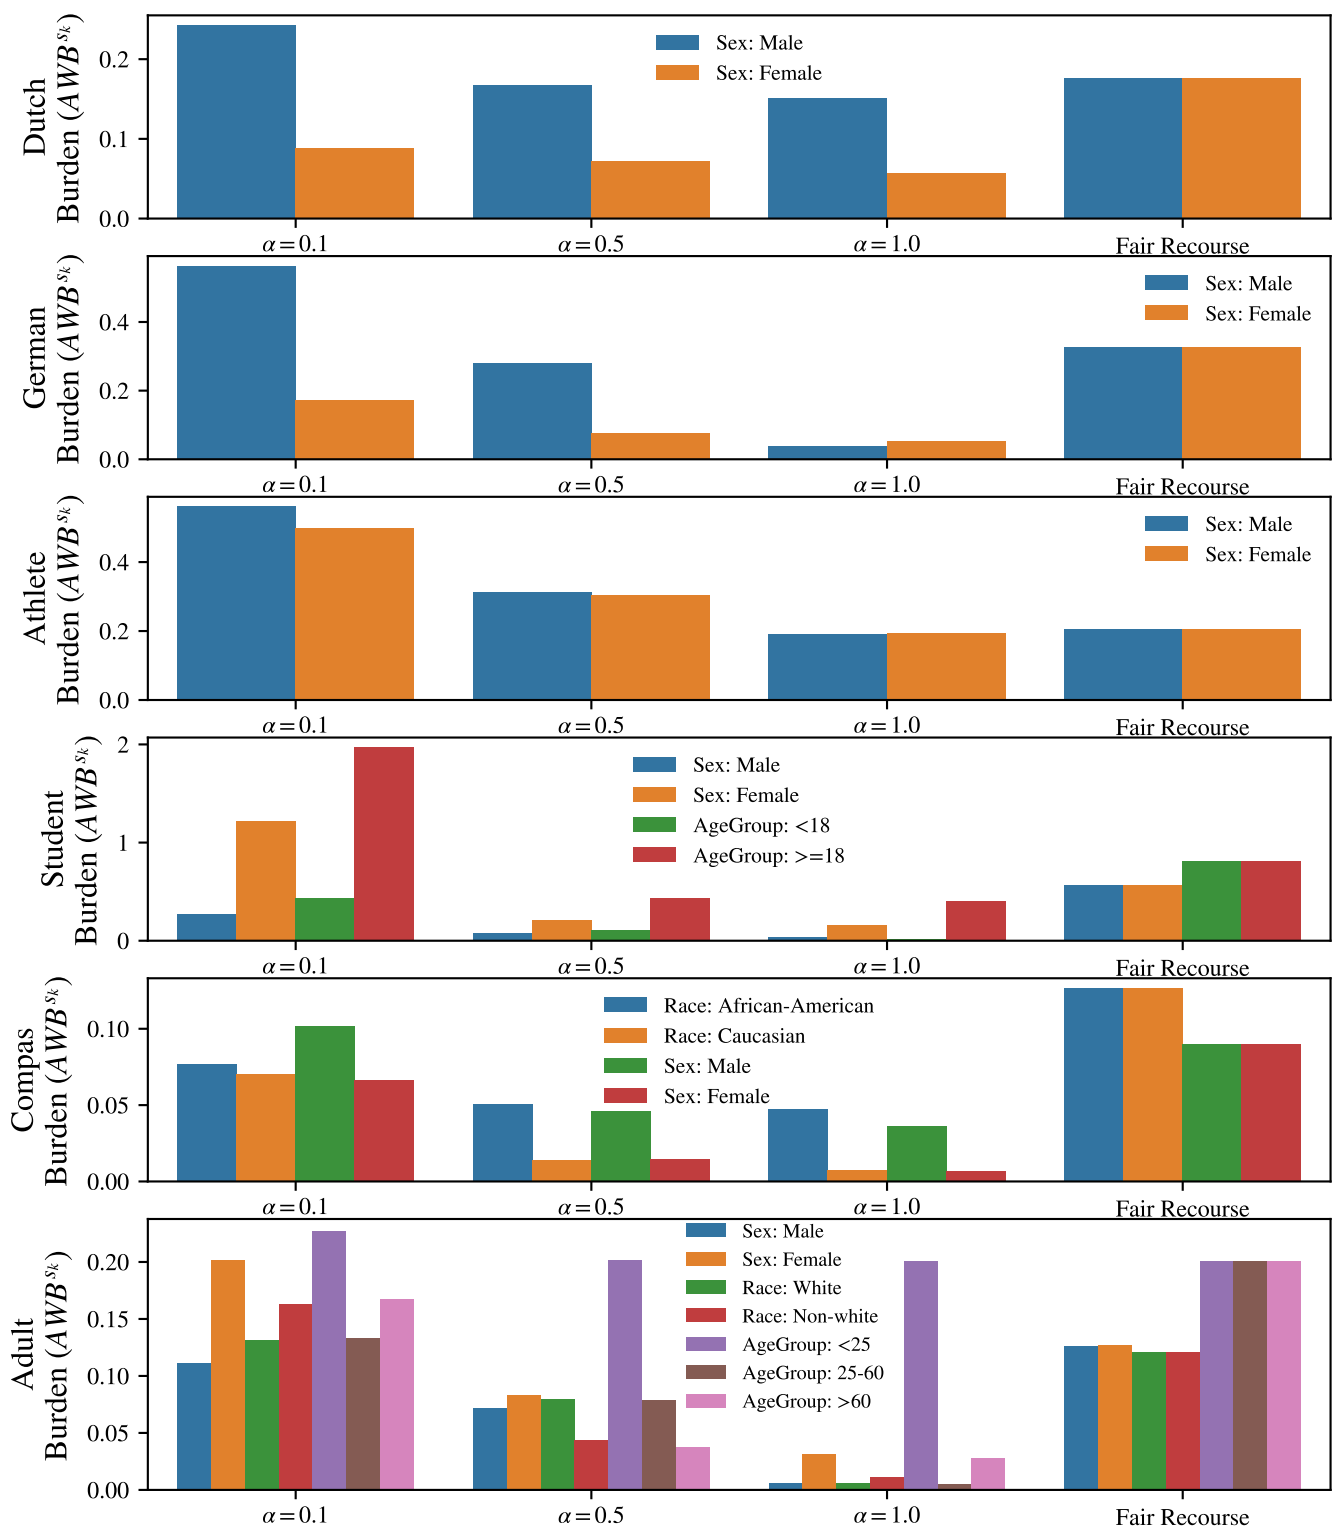 Dutch
Burden (AWB^{s_k})
0.2
0.1
0.0
Sex: Male
Sex: Female
α=0.1
α=0.5
α=1.0
Fair Recourse
German
Burden (AWB^{s_k})
0.4
0.2
0.0
Sex: Male
Sex: Female
α=0.1
α=0.5
α=1.0
Fair Recourse
Athlete
Burden (AWB^{s_k})
0.4
0.2
0.0
Sex: Male
Sex: Female
α=0.1
α=0.5
α=1.0
Fair Recourse
Student
Burden (AWB^{s_k})
2
1
0
Sex: Male
Sex: Female
AgeGroup: <18
AgeGroup: >=18
α=0.1
α=0.5
α=1.0
Fair Recourse
Compas
Burden (AWB^{s_k})
0.10
0.05
0.00
Race: African-American
Race: Caucasian
Sex: Male
Sex: Female
α=0.1
α=0.5
α=1.0
Fair Recourse
Adult
Burden (AWB^{s_k})
0.20
0.15
0.10
0.05
0.00
Sex: Male
Sex: Female
Race: White
Race: Non-white
AgeGroup: <25
AgeGroup: 25-60
AgeGroup: >60
α=0.1
α=0.5
α=1.0
Fair Recourse